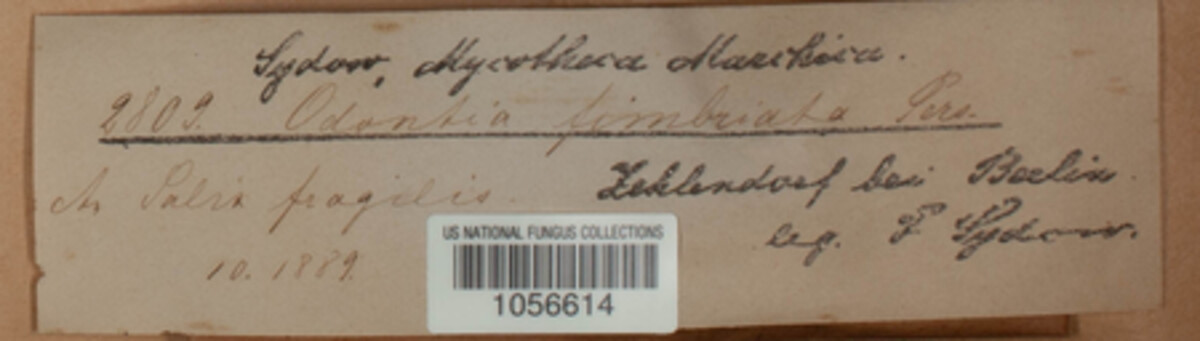 Sydow, Mycotheca Marchica.
2809. Odontia fimbriata Pers.
A. Salix fragilis. Zehlendorf bei Berlin.
leg. P Sydow.
10. 1889.
US NATIONAL FUNGUS COLLECTIONS
1056614